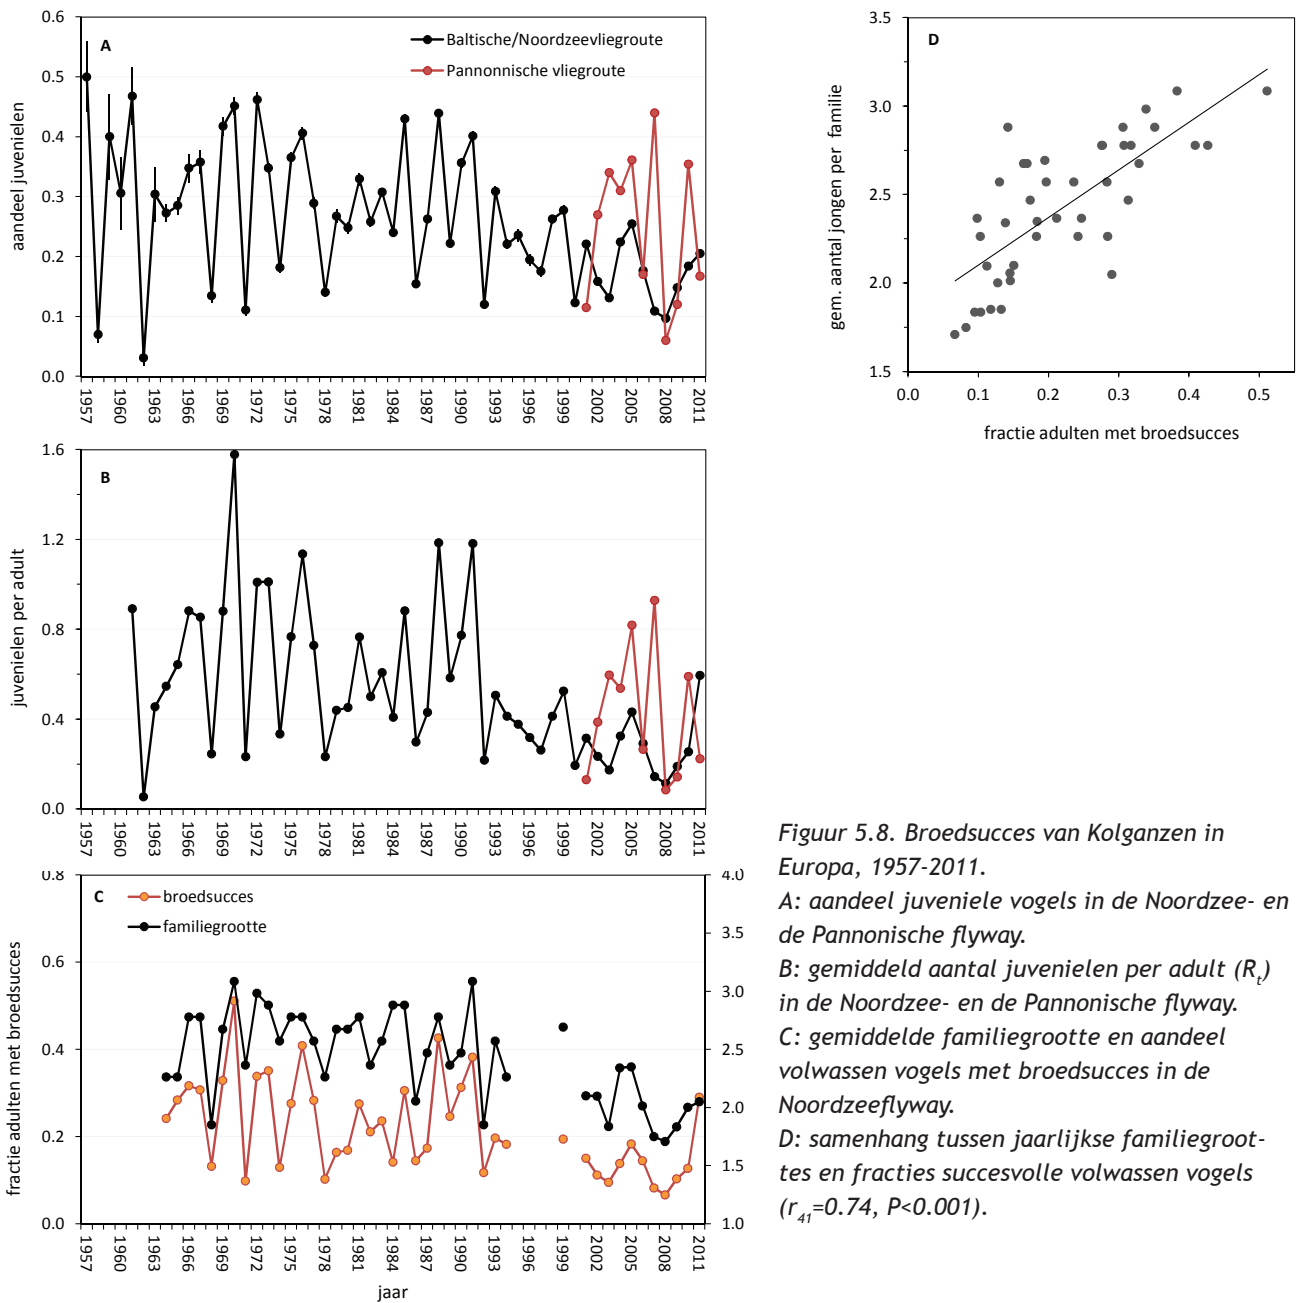 A
Baltische/Noordzeevliegroute
Pannonnische vliegroute
aandeel juvenielen
0.6
0.5
0.4
0.3
0.2
0.1
0.0
1957 1960 1963 1966 1969 1972 1975 1978 1981 1984 1987 1990 1993 1996 1999 2002 2005 2008 2011
B
juvenielen per adult
1.6
1.2
0.8
0.4
0.0
1957 1960 1963 1966 1969 1972 1975 1978 1981 1984 1987 1990 1993 1996 1999 2002 2005 2008 2011
C
broedsucces
familiegrootte
fractie adulten met broedsucces
0.8
0.6
0.4
0.2
0.0
4.0
3.5
3.0
2.5
2.0
1.5
1.0
1957 1960 1963 1966 1969 1972 1975 1978 1981 1984 1987 1990 1993 1996 1999 2002 2005 2008 2011
jaar
D
gem. aantal jongen per familie
3.5
3.0
2.5
2.0
1.5
0.0 0.1 0.2 0.3 0.4 0.5
fractie adulten met broedsucces
Figuur 5.8. Broedsucces van Kolganzen in
Europa, 1957-2011.
A: aandeel juveniele vogels in de Noordzee- en
de Pannonische flyway.
B: gemiddeld aantal juvenielen per adult (Rt)
in de Noordzee- en de Pannonische flyway.
C: gemiddelde familiegrootte en aandeel
volwassen vogels met broedsucces in de
Noordzeeflyway.
D: samenhang tussen jaarlijkse familiegroot-
tes en fracties succesvolle volwassen vogels
(r41=0.74, P<0.001).